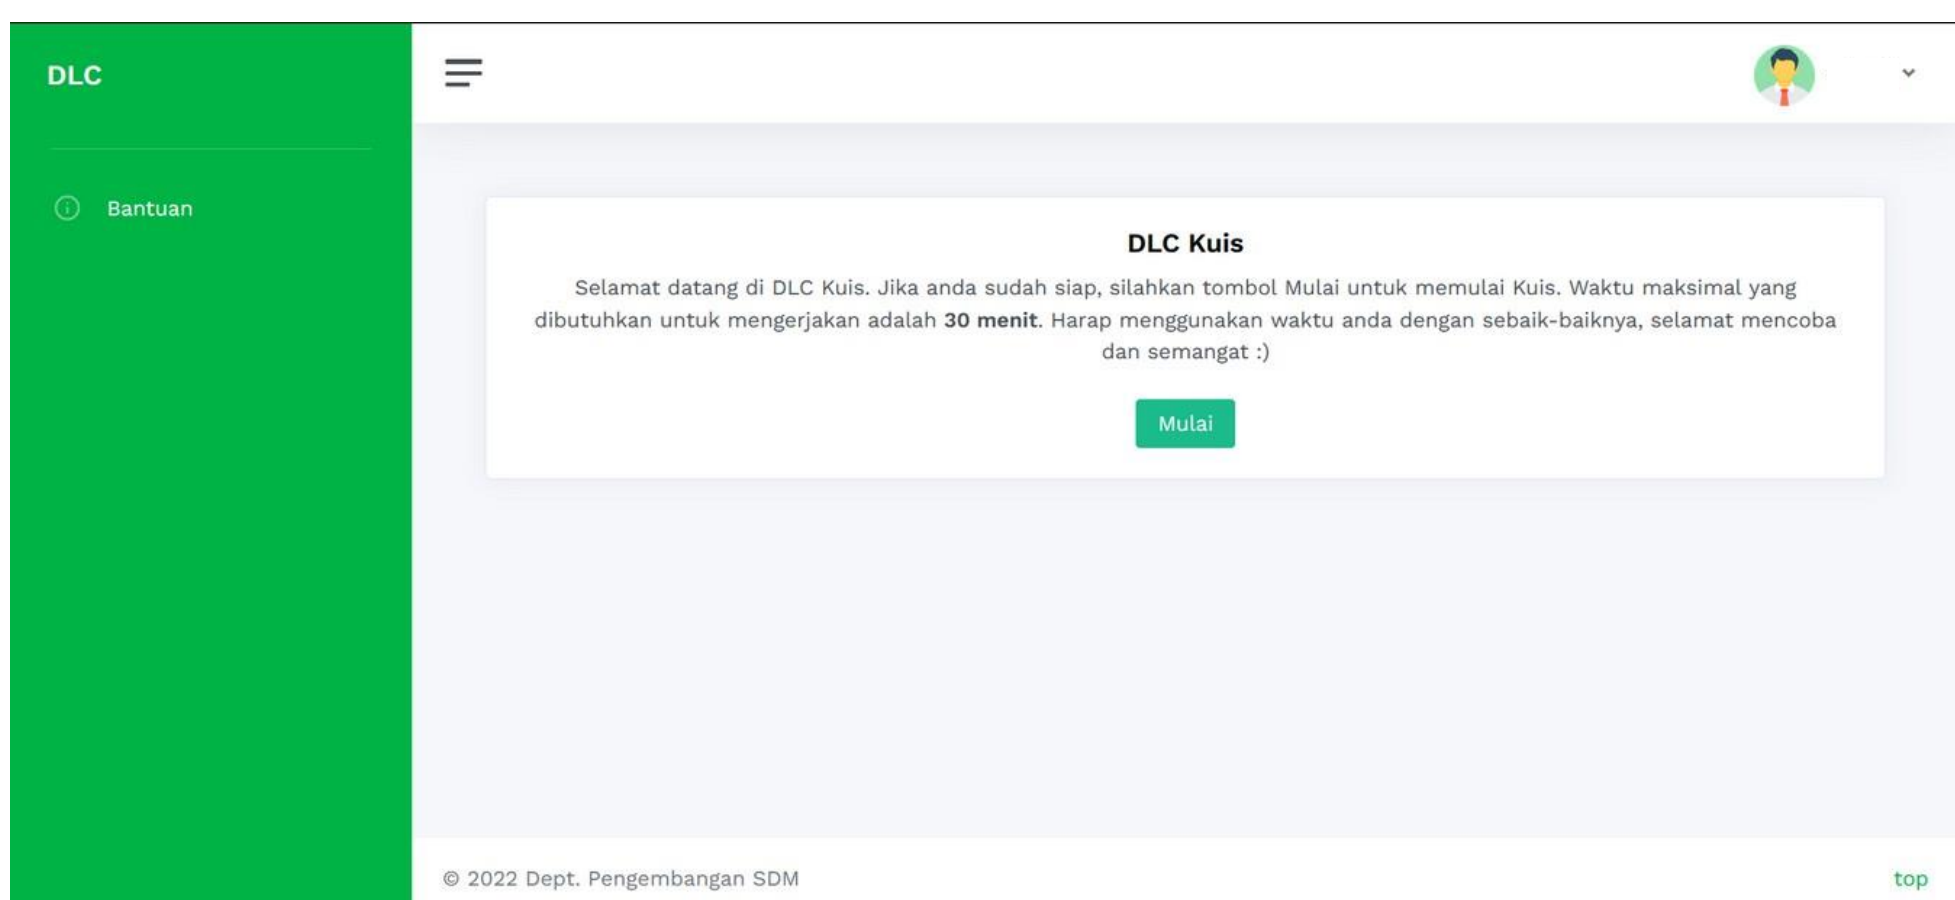 DLC
Bantuan
DLC Kuis
Selamat datang di DLC Kuis. Jika anda sudah siap, silahkan tombol Mulai untuk memulai Kuis. Waktu maksimal yang
dibutuhkan untuk mengerjakan adalah 30 menit. Harap menggunakan waktu anda dengan sebaik-baiknya, selamat mencoba
dan semangat :)
Mulai
© 2022 Dept. Pengembangan SDM
top